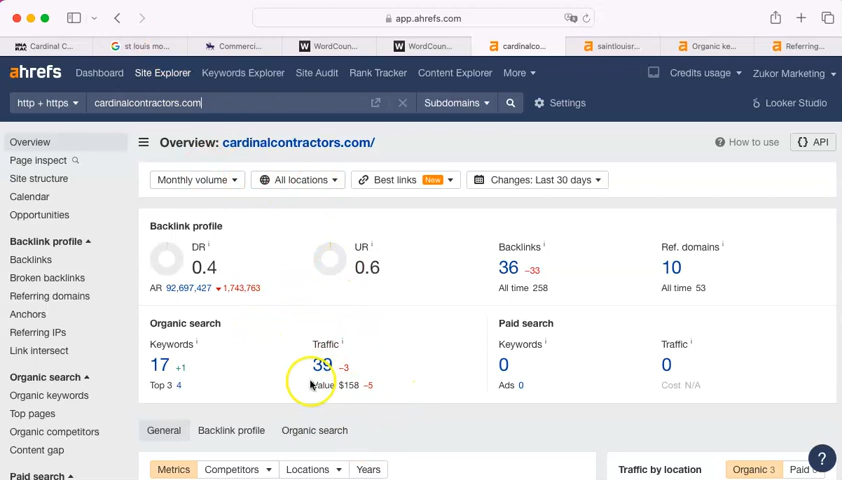 app.ahrefs.com
Cardinal C...
st louis mo...
Commerci...
WordCoun...
WordCoun...
cardinalco...
saintlouisr...
Organic ke...
Referring...
ahrefs
Dashboard
Site Explorer
Keywords Explorer
Site Audit
Rank Tracker
Content Explorer
More
Credits usage
Zukor Marketing
http + https
cardinalcontractors.com
Subdomains
Settings
Looker Studio
Overview
Page inspect
Site structure
Calendar
Opportunities
Backlink profile
Backlinks
Broken backlinks
Referring domains
Anchors
Referring IPs
Link intersect
Organic search
Organic keywords
Top pages
Organic competitors
Content gap
Paid search
Overview: cardinalcontractors.com/
How to use
{} API
Monthly volume
All locations
Best links New
Changes: Last 30 days
Backlink profile
DR i
0.4
AR 92,697,427 1,743,763
UR i
0.6
Backlinks i
36 −33
All time 258
Ref. domains i
10
All time 53
Organic search
Keywords i
17 +1
Top 3 4
Traffic i
39 −3
Value $158 −5
Paid search
Keywords i
0
Ads 0
Traffic i
0
Cost N/A
General
Backlink profile
Organic search
Metrics
Competitors
Locations
Years
Traffic by location
Organic 3
Paid
?